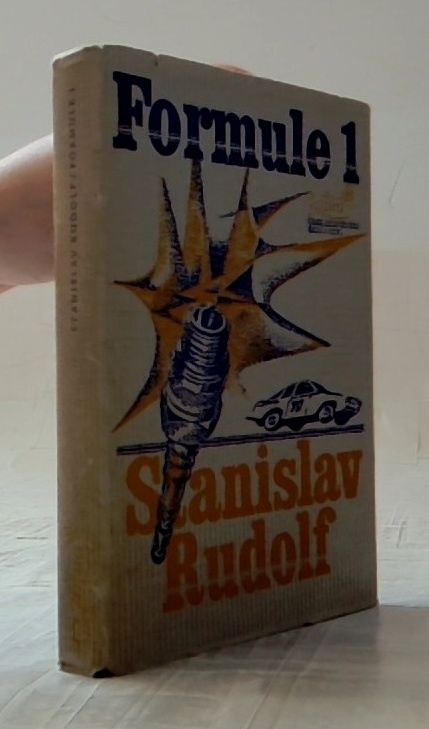 Formule 1
Stanislav
Rudolf
STANISLAV RUDOLF / FORMULE 1